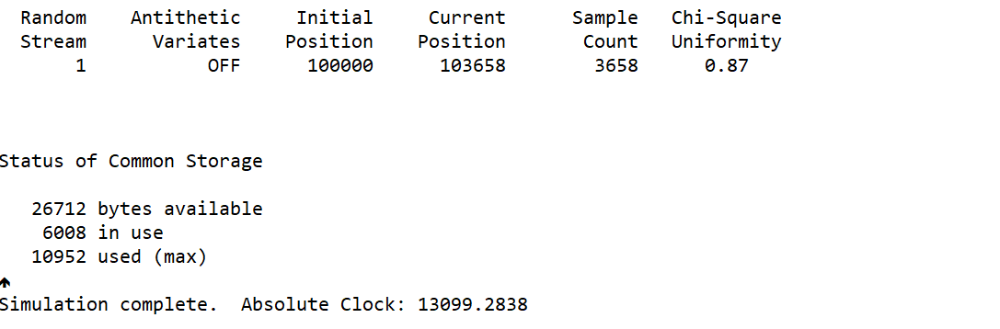 Random Antithetic Initial Current Sample Chi-Square
Stream Variates Position Position Count Uniformity
1 OFF 100000 103658 3658 0.87
Status of Common Storage
26712 bytes available
6008 in use
10952 used (max)
↑
Simulation complete.  Absolute Clock: 13099.2838